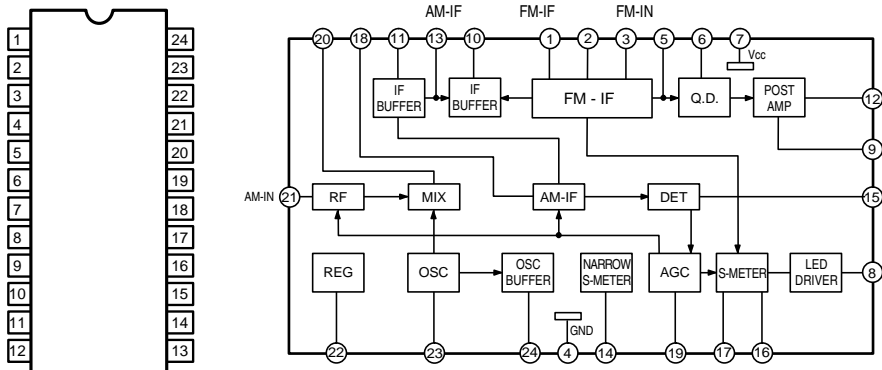 AM-IF FM-IF FM-IN
1 24
2 23
3 22
4 21
5 20
6 19
7 18
8 17
9 16
10 15
11 14
12 13
20 18 11 13 10 1 2 3 5 6 7
Vcc
IF BUFFER
IF BUFFER
FM - IF
Q.D.
POST AMP
12
9
AM-IN 21
RF
MIX
AM-IF
DET
15
REG
OSC
OSC BUFFER
NARROW S-METER
AGC
S-METER
LED DRIVER
8
GND
22 23 24 4 14 19 17 16